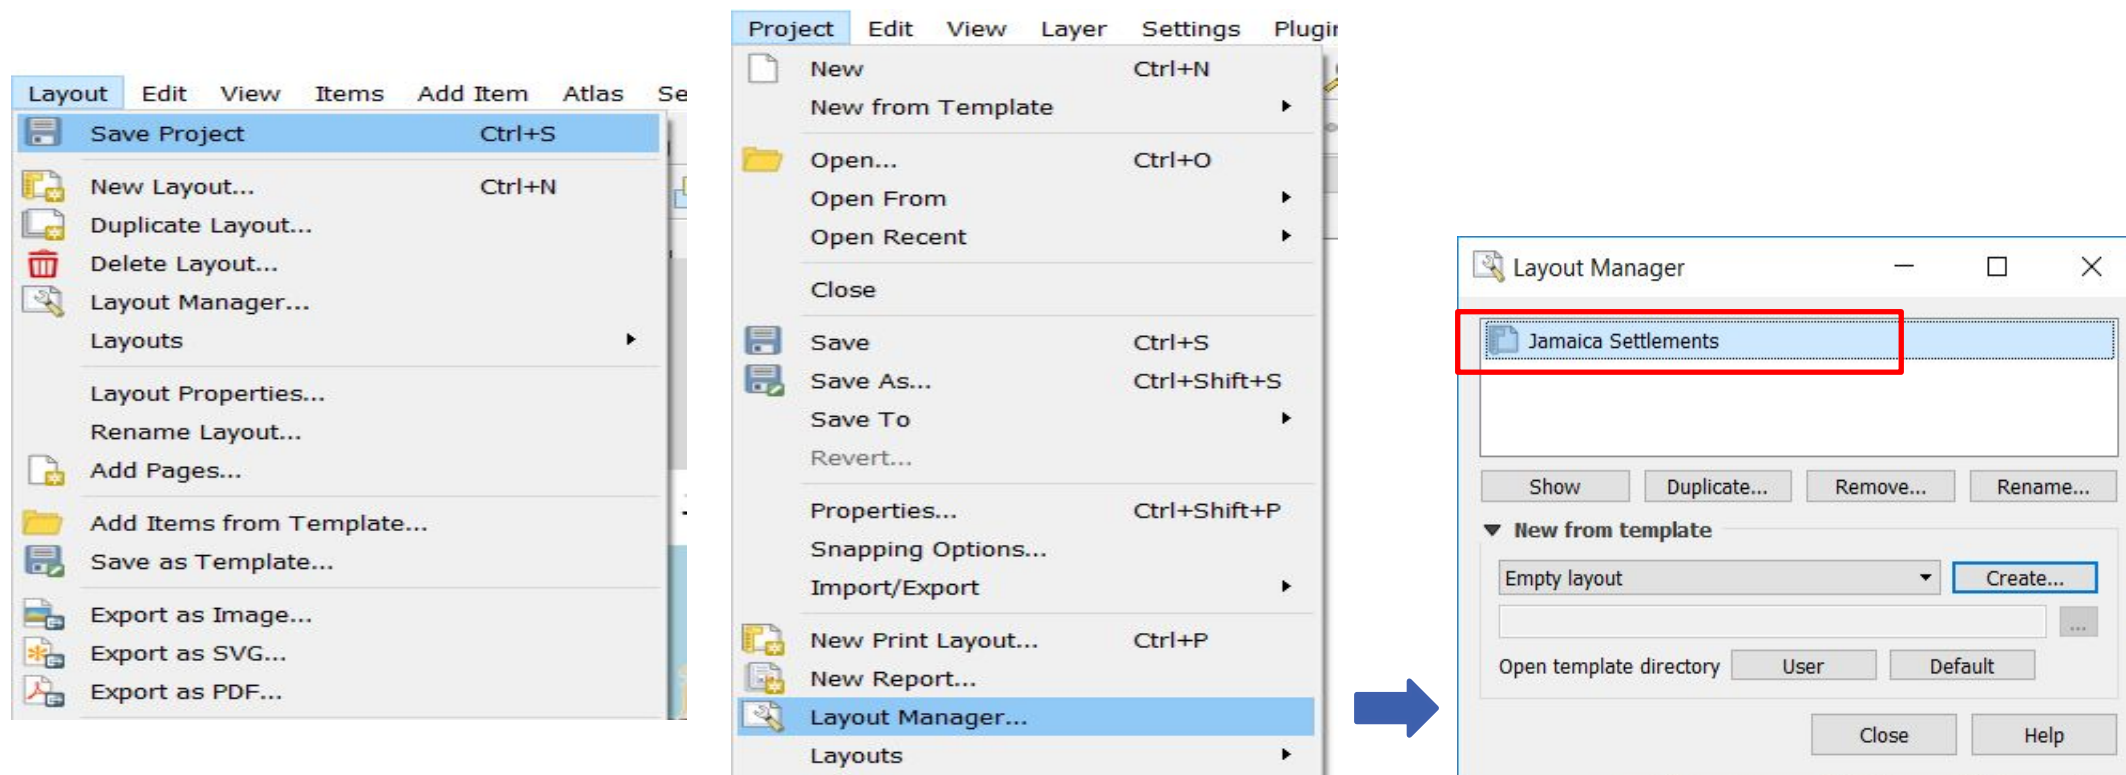 Layout Edit View Items Add Item Atlas Se
Save Project Ctrl+S
New Layout... Ctrl+N
Duplicate Layout...
Delete Layout...
Layout Manager...
Layouts
Layout Properties...
Rename Layout...
Add Pages...
Add Items from Template...
Save as Template...
Export as Image...
Export as SVG...
Export as PDF...
Project Edit View Layer Settings Plugin
New Ctrl+N
New from Template
Open... Ctrl+O
Open From
Open Recent
Close
Save Ctrl+S
Save As... Ctrl+Shift+S
Save To
Revert...
Properties... Ctrl+Shift+P
Snapping Options...
Import/Export
New Print Layout... Ctrl+P
New Report...
Layout Manager...
Layouts
Layout Manager
Jamaica Settlements
Show Duplicate... Remove... Rename...
New from template
Empty layout Create...
...
Open template directory User Default
Close Help